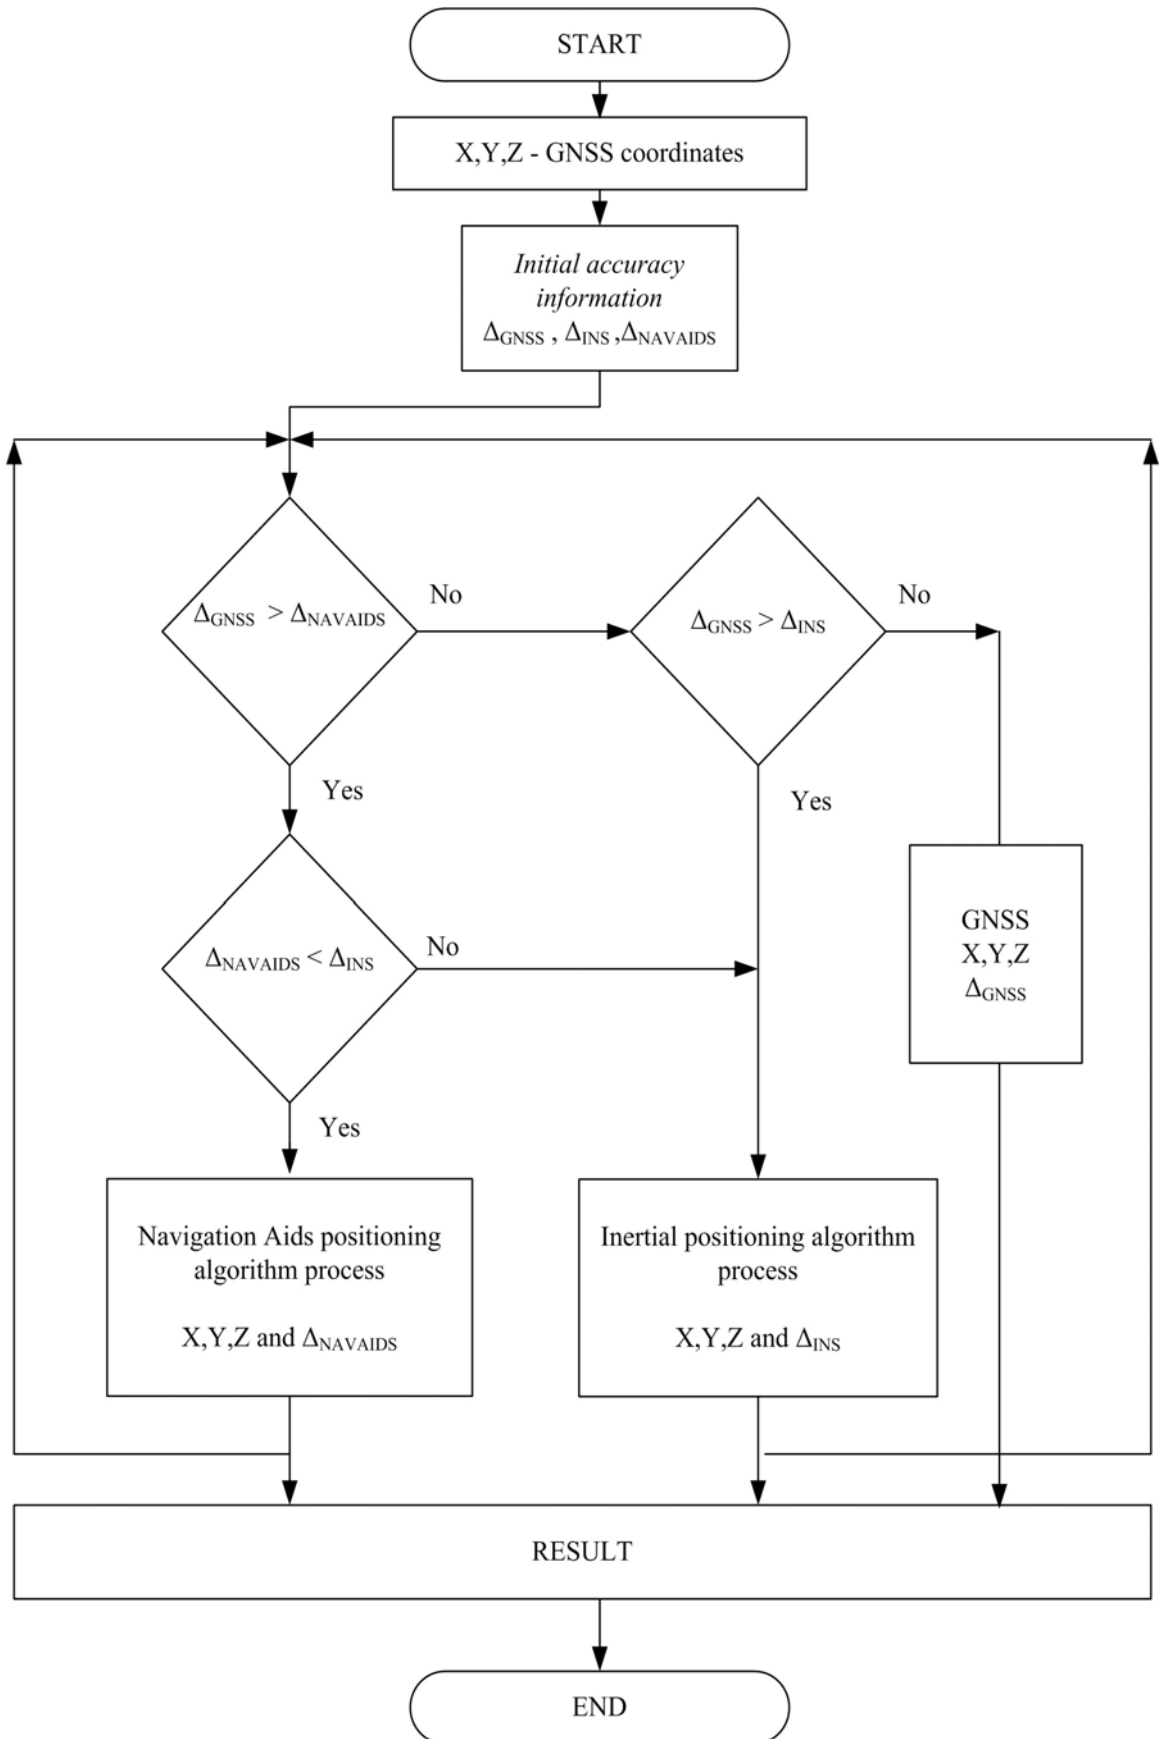 START
X,Y,Z - GNSS coordinates
Initial accuracy
information
ΔGNSS , ΔINS ,ΔNAVAIDS
ΔGNSS > ΔNAVAIDS
No
ΔGNSS > ΔINS
No
Yes
Yes
ΔNAVAIDS < ΔINS
No
GNSS
X,Y,Z
ΔGNSS
Yes
Navigation Aids positioning
algorithm process
X,Y,Z and ΔNAVAIDS
Inertial positioning algorithm
process
X,Y,Z and ΔINS
RESULT
END